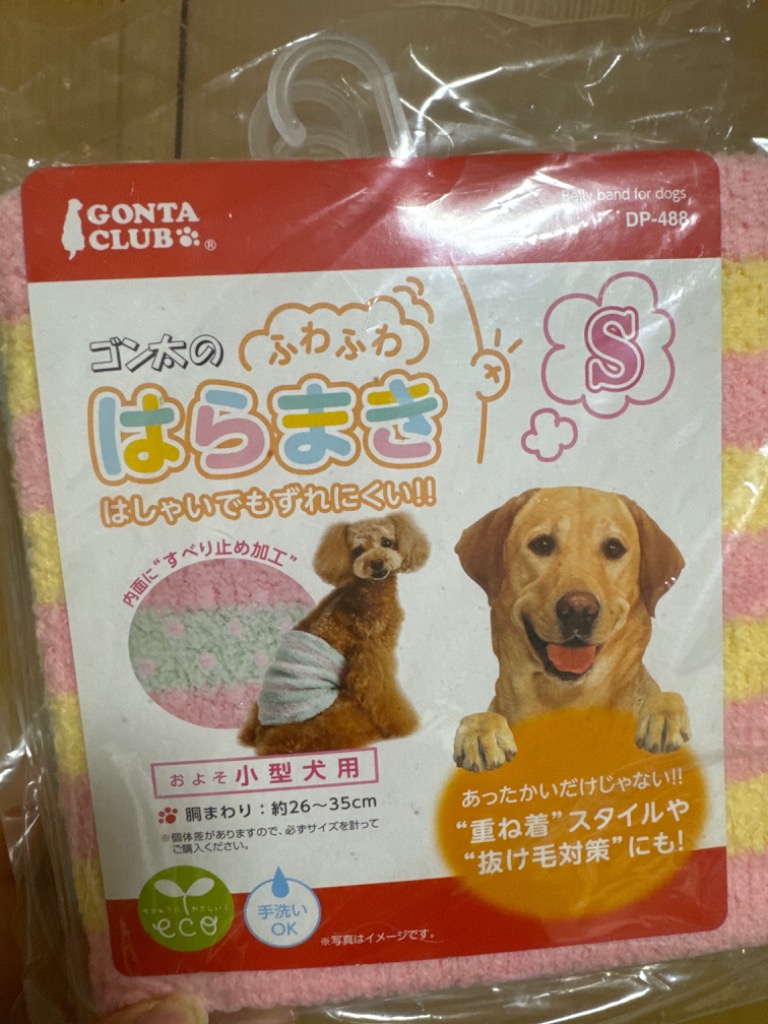 GONTA
CLUB®
Belly band for dogs
DP-488
ゴン太の
ふわふわ
はらまき
はしゃいでもずれにくい!!
S
内面に"すべり止め加工"
およそ小型犬用
胴まわり：約26〜35cm
※個体差がありますので、必ずサイズを計って
ご購入ください。
あったかいだけじゃない!!
"重ね着"スタイルや
"抜け毛対策"にも!
eco
手洗い
OK
※写真はイメージです。